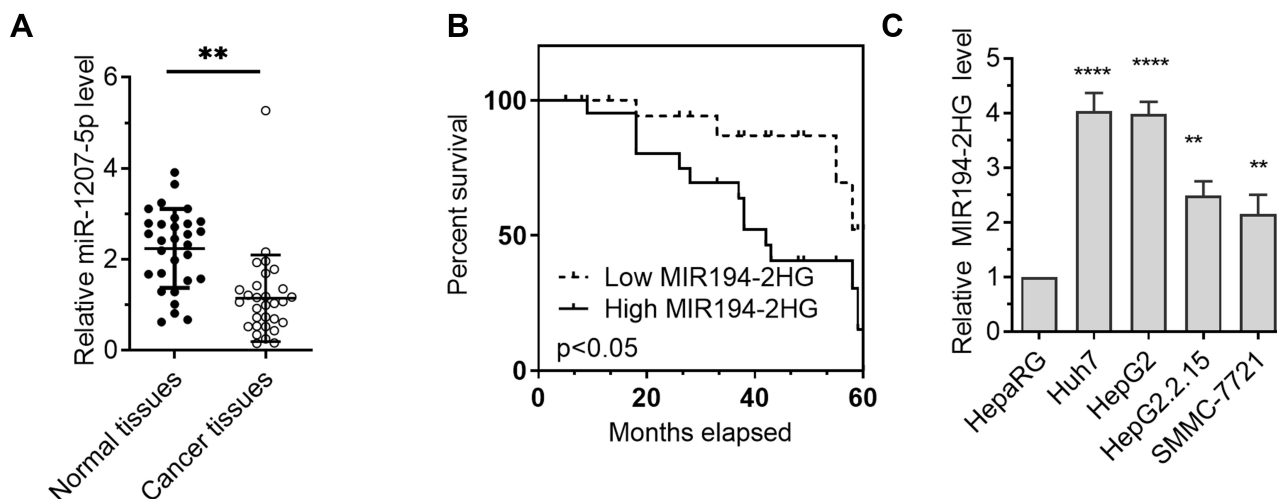 A
Relative miR-1207-5p level
6
4
2
0
**
Normal tissues
Cancer tissues
B
Percent survival
100
50
0
Low MIR194-2HG
High MIR194-2HG
p<0.05
0 20 40 60
Months elapsed
C
Relative MIR194-2HG level
5
4
3
2
1
0
****
****
**
**
HepaRG
Huh7
HepG2
HepG2.2.15
SMMC-7721